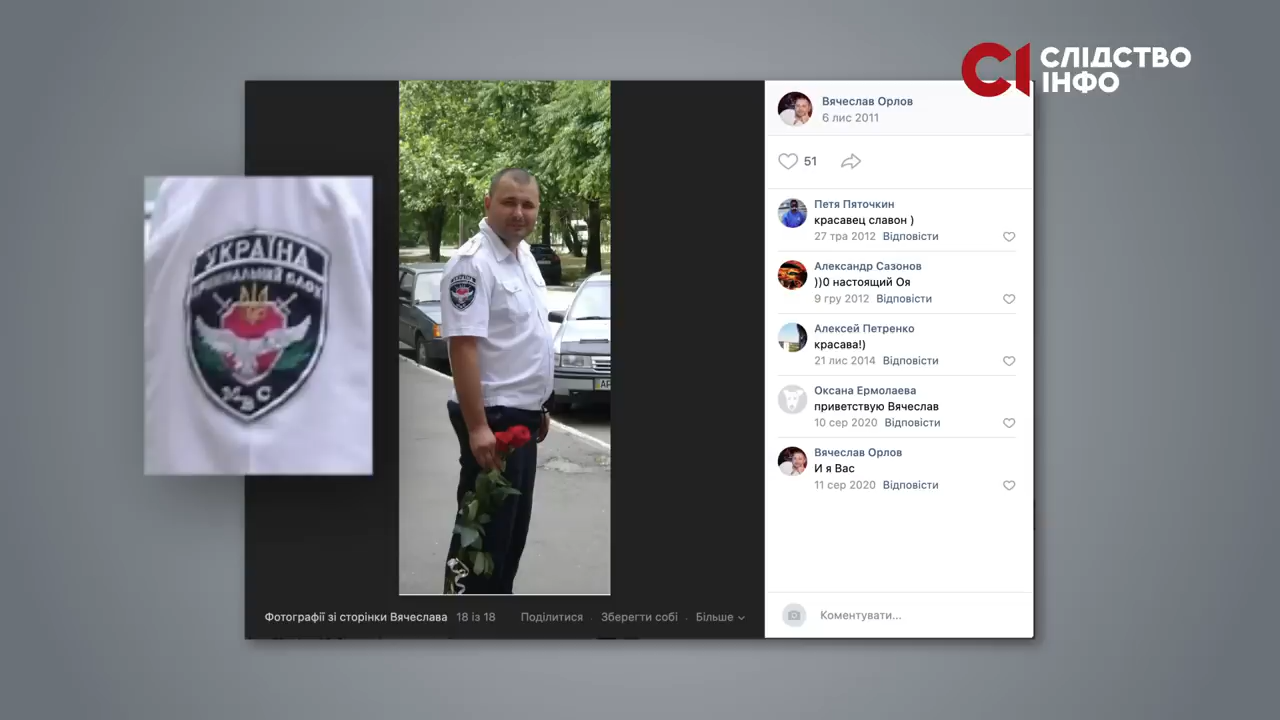 СІ СЛІДСТВО
ІНФО
УКРАЇНА
МВС
Вячеслав Орлов
6 лис 2011
51
Петя Пяточкин
красавец славон )
27 тра 2012 Відповісти
Александр Сазонов
))0 настоящий Оя
9 гру 2012 Відповісти
Алексей Петренко
красава!)
21 лис 2014 Відповісти
Оксана Ермолаева
приветствую Вячеслав
10 сер 2020 Відповісти
Вячеслав Орлов
И я Вас
11 сер 2020 Відповісти
Фотографії зі сторінки Вячеслава 18 із 18 Поділитися · Зберегти собі · Більше
Коментувати...